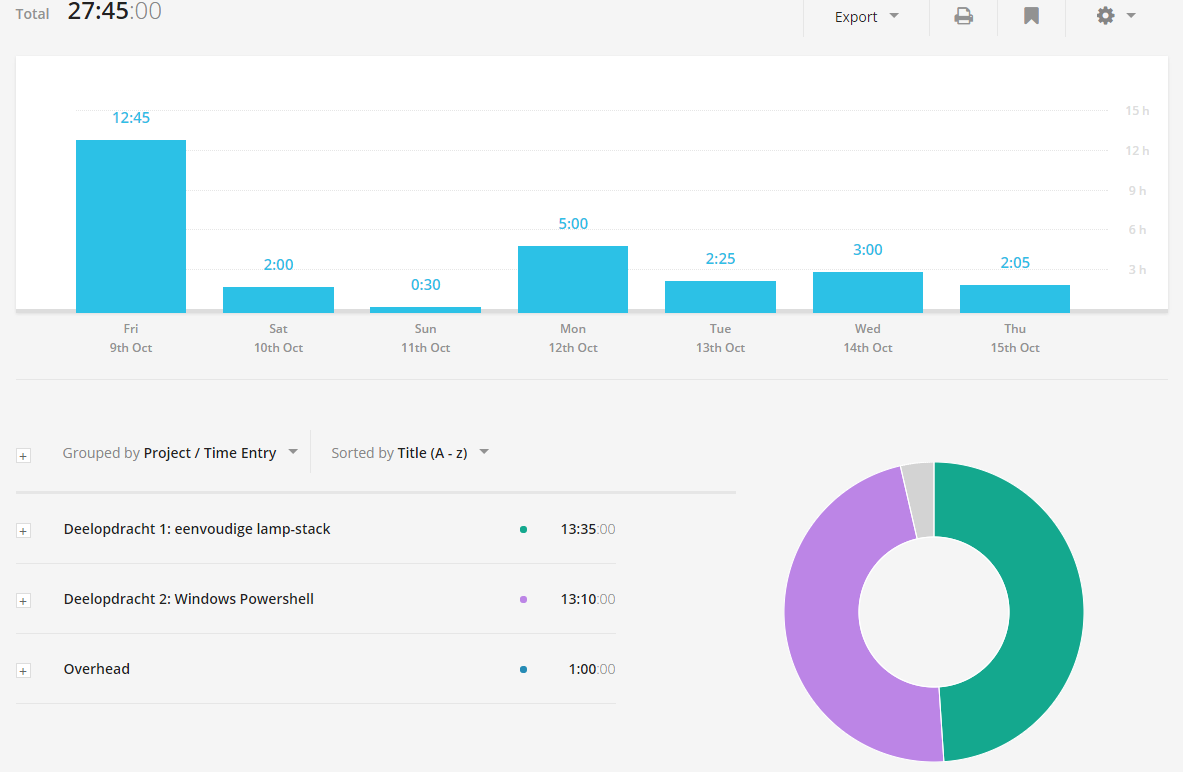 Total 27:45:00
Export
15 h
12:45
12 h
9 h
6 h
5:00
3:00
2:25
2:05
2:00
3 h
0:30
Fri Sat Sun Mon Tue Wed Thu
9th Oct 10th Oct 11th Oct 12th Oct 13th Oct 14th Oct 15th Oct
+ Grouped by Project / Time Entry Sorted by Title (A - z)
+ Deelopdracht 1: eenvoudige lamp-stack 13:35:00
+ Deelopdracht 2: Windows Powershell 13:10:00
+ Overhead 1:00:00